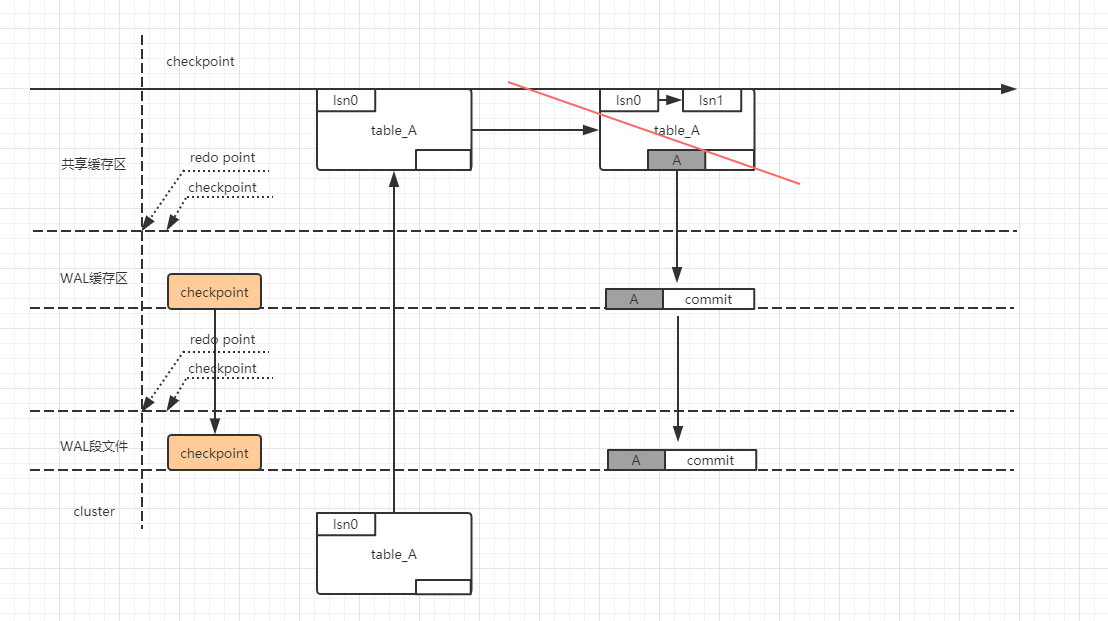 checkpoint
lsn0
lsn0
lsn1
table_A
table_A
A
共享缓存区
redo point
checkpoint
WAL缓存区
checkpoint
A
commit
redo point
checkpoint
WAL段文件
checkpoint
A
commit
cluster
lsn0
table_A